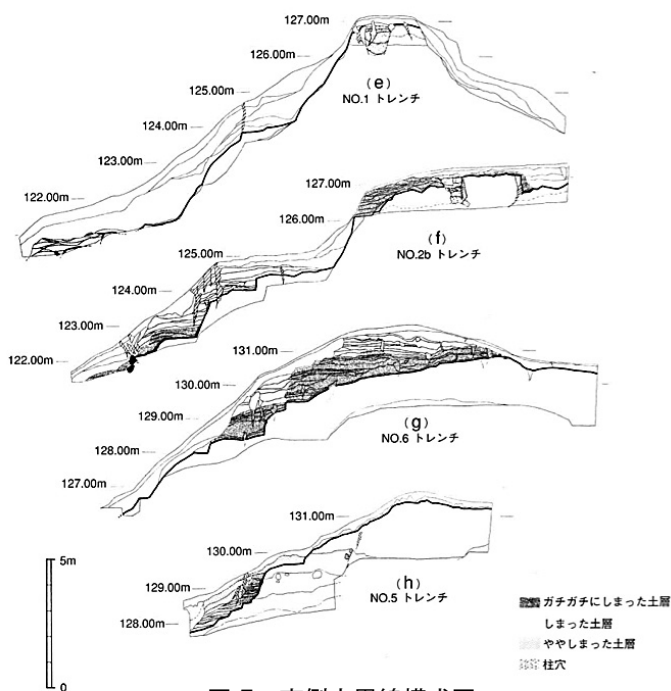 127.00m
126.00m
125.00m
124.00m
123.00m
122.00m
(e)
NO.1 トレンチ
127.00m
126.00m
125.00m
124.00m
123.00m
122.00m
(f)
NO.2b トレンチ
131.00m
130.00m
129.00m
128.00m
127.00m
(g)
NO.6 トレンチ
131.00m
130.00m
129.00m
128.00m
(h)
NO.5 トレンチ
5m
0
ガチガチにしまった土層
しまった土層
ややしまった土層
柱穴